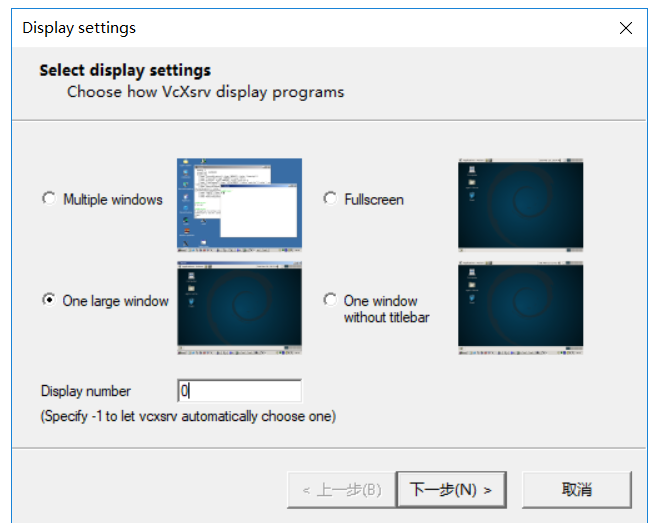 Display settings
Select display settings
Choose how VcXsrv display programs
Multiple windows
Fullscreen
One large window
One window
without titlebar
Display number
0
(Specify -1 to let vcxsrv automatically choose one)
< 上一步(B)
下一步(N) >
取消